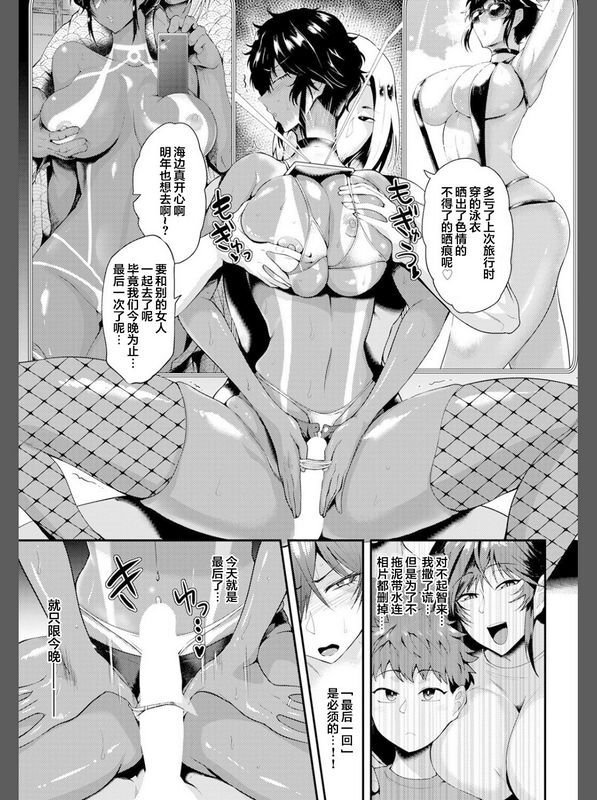 多亏了上次旅行时
穿的泳衣
晒出了色情的
不得了的晒痕呢♡
海边真开心啊
明年也想去啊~?
要和别的女人
一起去了呢
毕竟我们今晚为止…
最后一次了呢…
もぎゅっ
もぎゅっ…♥
对不起智来…
我撒了谎…
但是为了不
拖泥带水连
相片都删掉…
「最后一回」
是必须的…!!
今天就是
最后了…
ゆっ…♥
就只限今晚——